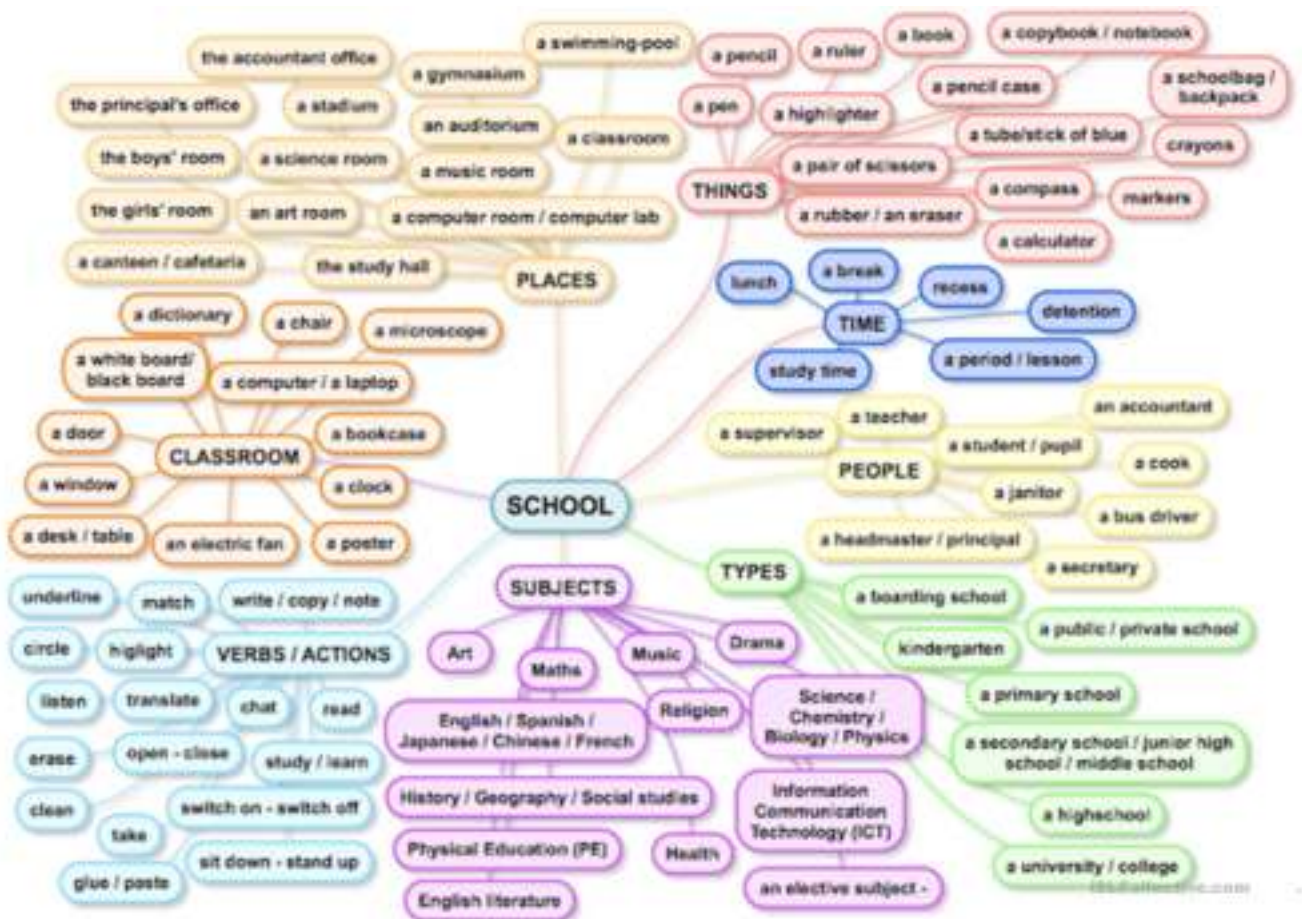 the accountant office
a swimming-pool
a gymnasium
the principal's office
a stadium
an auditorium
a classroom
the boys' room
a science room
a music room
the girls' room
an art room
a computer room / computer lab
a canteen / cafetaria
the study hall
PLACES
a pencil
a ruler
a book
a copybook / notebook
a pen
a highlighter
a pencil case
a schoolbag /
backpack
a tube/stick of blue
a pair of scissors
crayons
THINGS
a compass
markers
a rubber / an eraser
a calculator
lunch
a break
recess
detention
TIME
study time
a period / lesson
a dictionary
a chair
a microscope
a white board/
black board
a computer / a laptop
a door
a bookcase
CLASSROOM
a window
a clock
a desk / table
an electric fan
a poster
a teacher
an accountant
a supervisor
a student / pupil
PEOPLE
a cook
a janitor
a bus driver
a headmaster / principal
a secretary
SCHOOL
TYPES
a boarding school
a public / private school
kindergarten
a primary school
a secondary school / junior high
school / middle school
a highschool
a university / college
SUBJECTS
Art
Maths
Music
Drama
English / Spanish /
Japanese / Chinese / French
Religion
Science /
Chemistry /
Biology / Physics
History / Geography / Social studies
Information
Communication
Technology (ICT)
Physical Education (PE)
Health
English literature
an elective subject -
underline
match
write / copy / note
circle
higlight
VERBS / ACTIONS
listen
translate
chat
read
erase
open - close
study / learn
clean
switch on - switch off
take
sit down - stand up
glue / paste